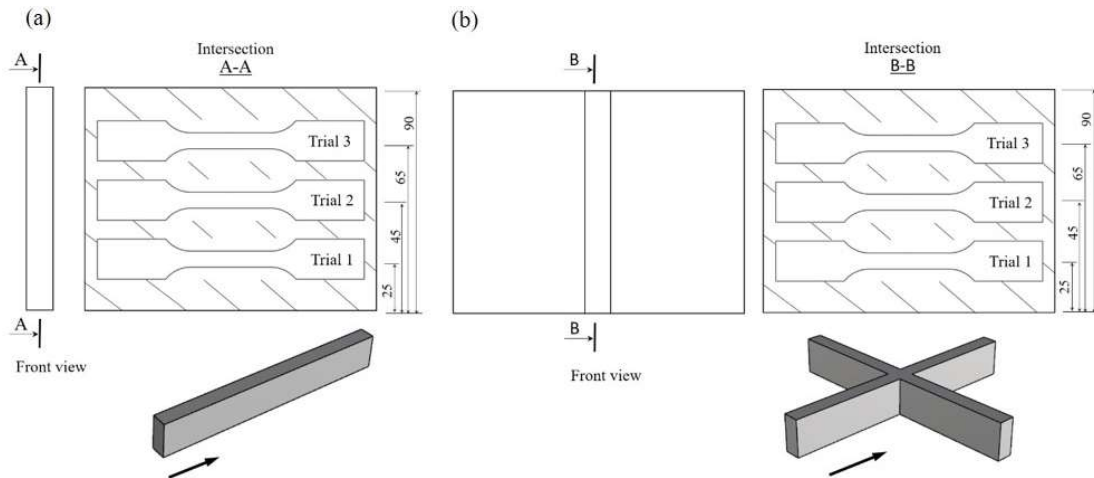 (a)
A
Intersection
A-A
Trial 3
Trial 2
Trial 1
25
45
65
90
A
Front view
(b)
B
Intersection
B-B
Trial 3
Trial 2
Trial 1
25
45
65
90
B
Front view